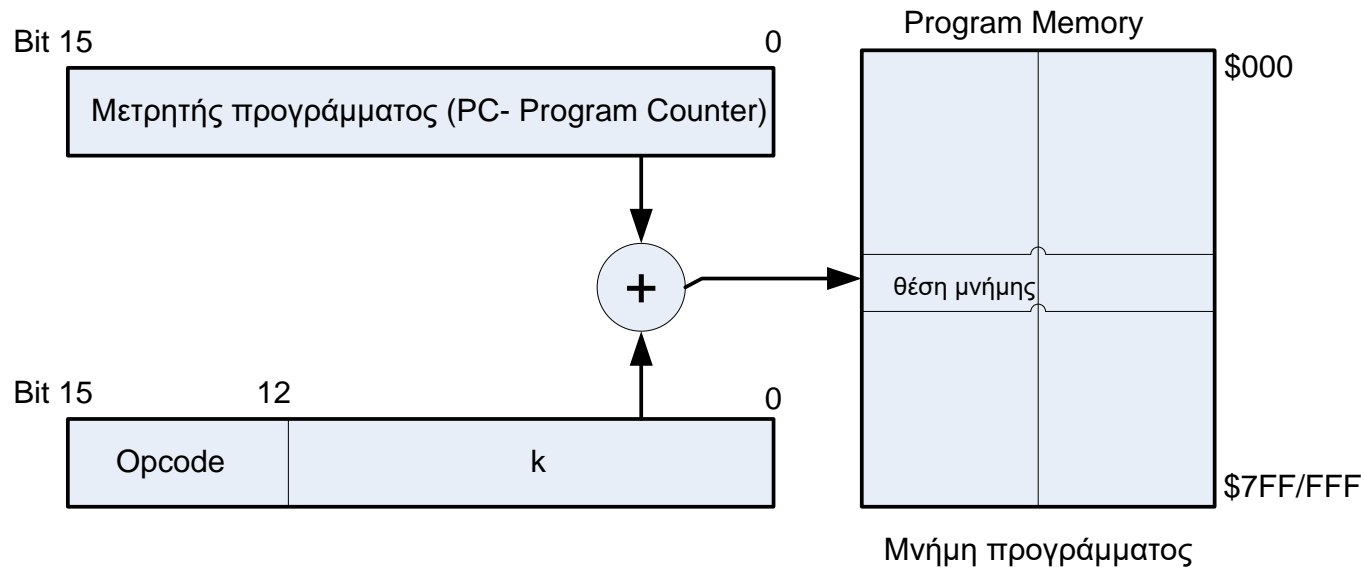 Program Memory
Bit 15 0
$000
Μετρητής προγράμματος (PC- Program Counter)
+
θέση μνήμης
Bit 15 12 0
Opcode k
$7FF/FFF
Μνήμη προγράμματος